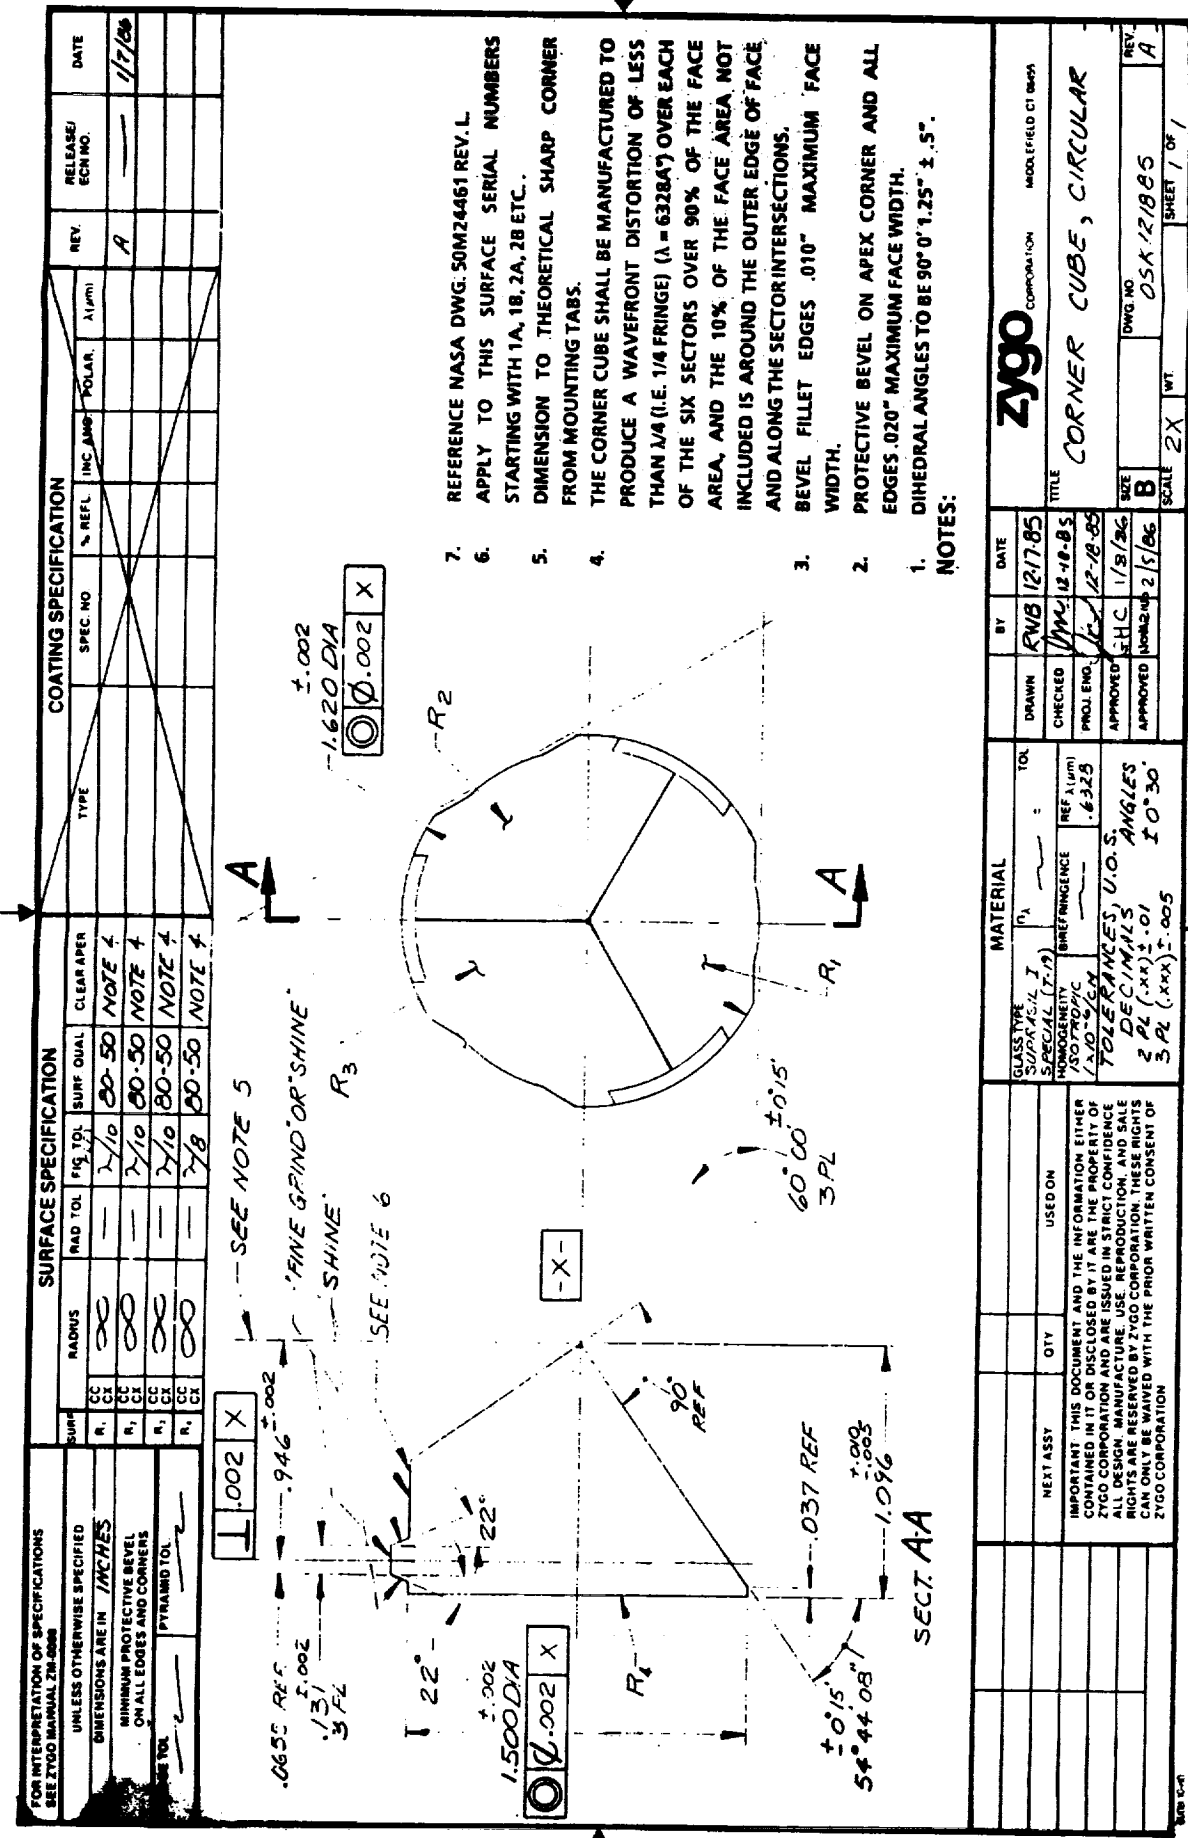 FOR INTERPRETATION OF SPECIFICATIONS
SEE ZYGO MANUAL ZM-0098
UNLESS OTHERWISE SPECIFIED
DIMENSIONS ARE IN INCHES
MINIMUM PROTECTIVE BEVEL
ON ALL EDGES AND CORNERS
PYRAMID TOL
SURFACE SPECIFICATION
SURF RADIUS RAD TOL FIG TOL SURF QUAL CLEAR APER
R1 CC CX ∞ — λ/10 80-50 NOTE 4
R2 CC CX ∞ — λ/10 80-50 NOTE 4
R3 CC CX ∞ — λ/10 80-50 NOTE 4
R4 CC CX ∞ — λ/8 80-50 NOTE 4
COATING SPECIFICATION
TYPE SPEC. NO % REFL INC ANG POLAR. λ(µm)
REV. RELEASE/ECN NO. DATE
A — 1/7/86
⊥ .002 X
.946 ±.002
.0655 REF
.131 ±.002
3 PL
SEE NOTE 5
"FINE GRIND" OR "SHINE"
SHINE
SEE NOTE 6
22°
22°
1.500 DIA ±.002
◎ Ø.002 X
R4
-X-
90° REF
.037 REF
1.096 +.010 -.005
54° 44' 08" ±0°15'
SECT. A-A
A
A
R3
R2
R1
1.620 DIA ±.002
◎ Ø.002 X
60° 00' ±0°15'
3 PL
7. REFERENCE NASA DWG. 50M24461 REV. L.
6. APPLY TO THIS SURFACE SERIAL NUMBERS
STARTING WITH 1A, 1B, 2A, 2B ETC..
5. DIMENSION TO THEORETICAL SHARP CORNER
FROM MOUNTING TABS.
4. THE CORNER CUBE SHALL BE MANUFACTURED TO
PRODUCE A WAVEFRONT DISTORTION OF LESS
THAN λ/4 (I.E. 1/4 FRINGE) (λ = 6328A°) OVER EACH
OF THE SIX SECTORS OVER 90% OF THE FACE
AREA, AND THE 10% OF THE FACE AREA NOT
INCLUDED IS AROUND THE OUTER EDGE OF FACE
AND ALONG THE SECTOR INTERSECTIONS.
3. BEVEL FILLET EDGES .010" MAXIMUM FACE
WIDTH.
2. PROTECTIVE BEVEL ON APEX CORNER AND ALL
EDGES .020" MAXIMUM FACE WIDTH.
1. DIHEDRAL ANGLES TO BE 90° 0' 1.25" ± .5".
NOTES:
NEXT ASSY QTY USED ON
IMPORTANT: THIS DOCUMENT AND THE INFORMATION EITHER
CONTAINED IN IT OR DISCLOSED BY IT ARE THE PROPERTY OF
ZYGO CORPORATION AND ARE ISSUED IN STRICT CONFIDENCE
ALL DESIGN, MANUFACTURE, USE, REPRODUCTION, AND SALE
RIGHTS ARE RESERVED BY ZYGO CORPORATION. THESE RIGHTS
CAN ONLY BE WAIVED WITH THE PRIOR WRITTEN CONSENT OF
ZYGO CORPORATION
MATERIAL
GLASS TYPE
SUPRASIL I
SPECIAL (T-19)
nλ — ± TOL
HOMOGENEITY
ISOTROPIC
1 x 10⁻⁶/CM
BIREFRINGENCE
REF λ(µm)
.6328
TOLERANCES, U.O.S.
DECIMALS ANGLES
2 PL (.XX) ± .01 ±0°30'
3 PL (.XXX) ± .005
BY DATE
DRAWN RWB 12-17-85
CHECKED 12-18-85
PROJ. ENG. 12-18-85
APPROVED 1/8/86
APPROVED 2/5/86
zygo CORPORATION MIDDLEFIELD CT 06455
TITLE
CORNER CUBE, CIRCULAR
SIZE
B
DWG. NO.
OSK121885
REV.
A
SCALE 2X WT. SHEET 1 OF 1